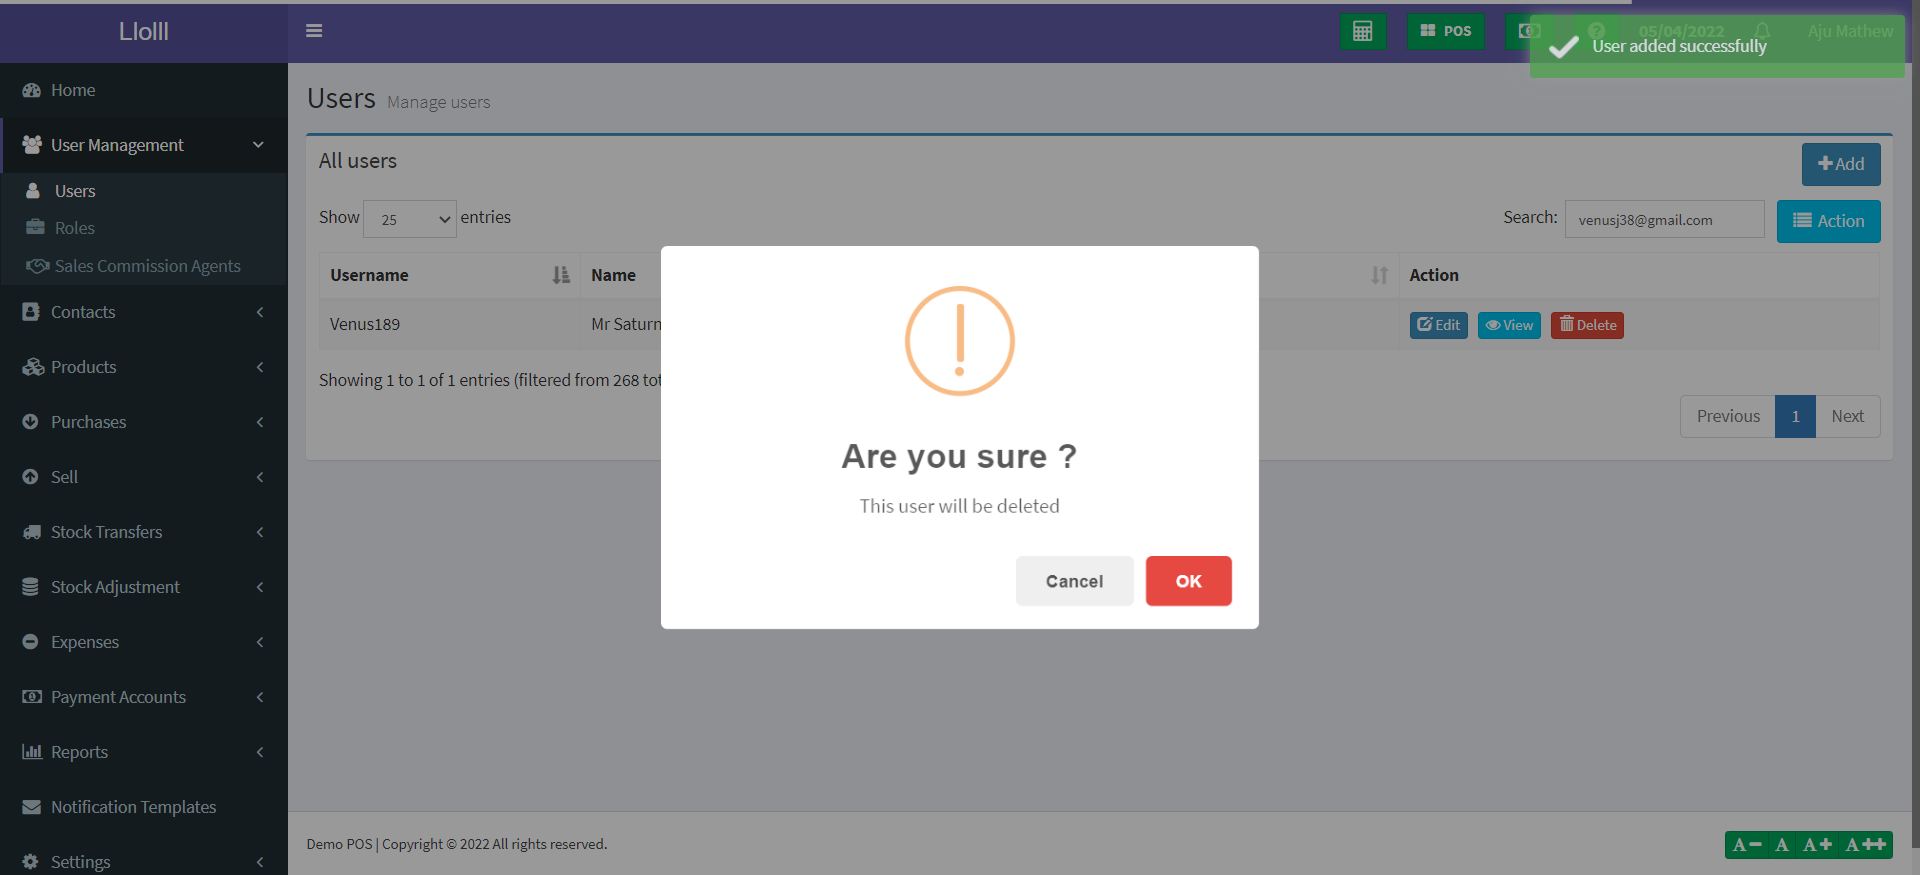 Llolll
POS
05/04/2022
Aju Mathew
User added successfully
Home
User Management
Users
Roles
Sales Commission Agents
Contacts
Products
Purchases
Sell
Stock Transfers
Stock Adjustment
Expenses
Payment Accounts
Reports
Notification Templates
Settings
Users Manage users
All users
Add
Show 25 entries
Search: venusj38@gmail.com
Action
Username Name Action
Venus189 Mr Saturn Edit View Delete
Showing 1 to 1 of 1 entries (filtered from 268 tot
Previous 1 Next
Are you sure ?
This user will be deleted
Cancel OK
Demo POS | Copyright © 2022 All rights reserved.
A- A A+ A++